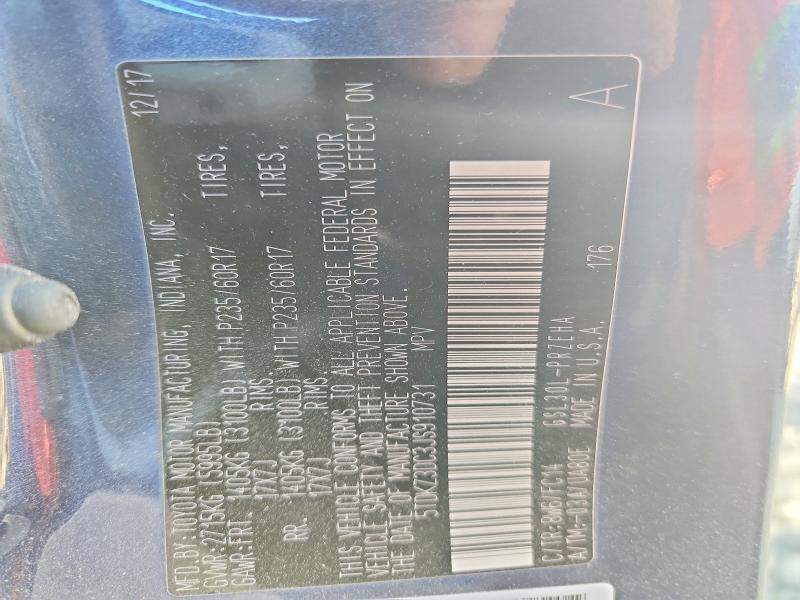 MFD.BY:TOYOTA MOTOR MANUFACTURING, INDIANA, INC. 12/17
GVWR:2715KG (5995LB)
GAWR:FRT 1405KG (3100LB) WITH P235/60R17 TIRES,
17X7J RIMS
RR. 1405KG (3100LB) WITH P235/60R17 TIRES,
17X7J RIMS
THIS VEHICLE CONFORMS TO ALL APPLICABLE FEDERAL MOTOR
VEHICLE SAFETY AND THEFT PREVENTION STANDARDS IN EFFECT ON
THE DATE OF MANUFACTURE SHOWN ABOVE.
5TDKZ3DC3JS910731 MPV
C/TR:8W6/FC14 GSL30L-PRZEHA
A/TM:-01A/U880E MADE IN U.S.A. 176
A